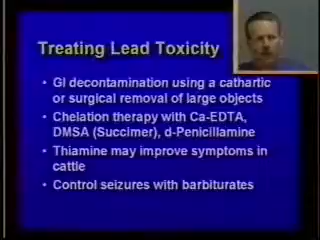 Treating Lead Toxicity
• GI decontamination using a cathartic
or surgical removal of large objects
• Chelation therapy with Ca-EDTA,
DMSA (Succimer), d-Penicillamine
• Thiamine may improve symptoms in
cattle
• Control seizures with barbiturates